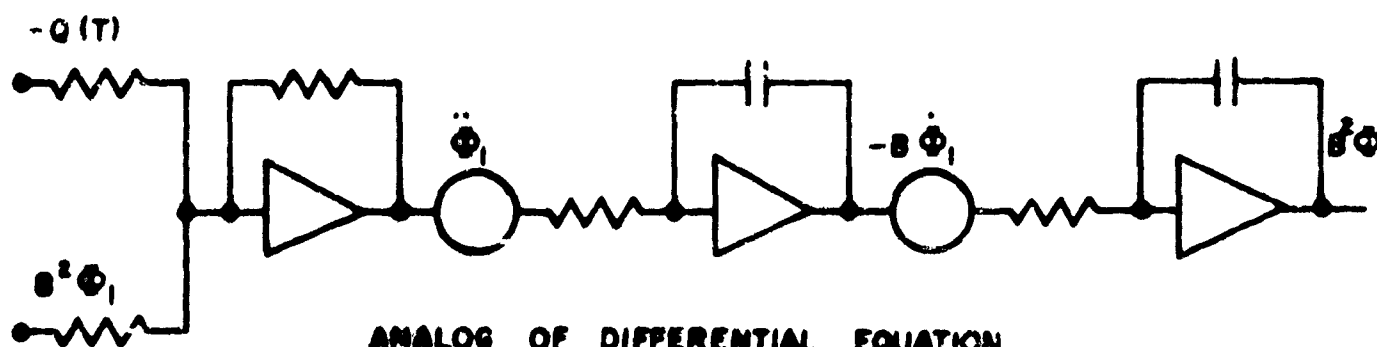 -Q(T)
Φ̈₁
-B Φ̇₁
B²Φ
B²Φ₁
ANALOG OF DIFFERENTIAL EQUATION